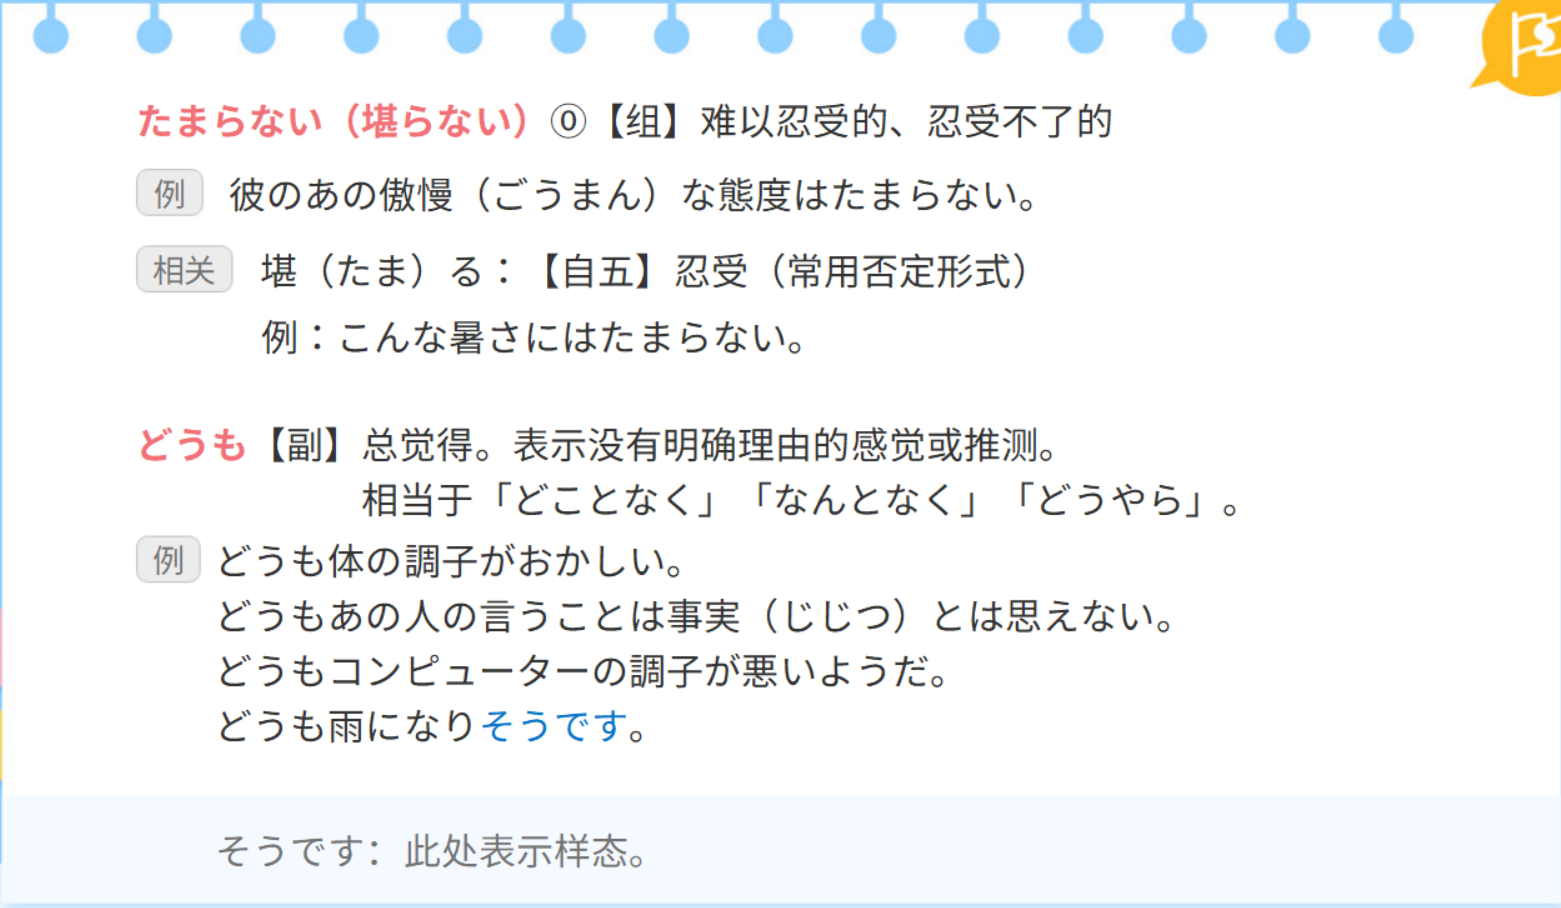 たまらない（堪らない）⓪【组】难以忍受的、忍受不了的
例 彼のあの傲慢（ごうまん）な態度はたまらない。
相关 堪（たま）る：【自五】忍受（常用否定形式）
例：こんな暑さにはたまらない。
どうも【副】总觉得。表示没有明确理由的感觉或推测。
相当于「どことなく」「なんとなく」「どうやら」。
例 どうも体の調子がおかしい。
どうもあの人の言うことは事実（じじつ）とは思えない。
どうもコンピューターの調子が悪いようだ。
どうも雨になりそうです。
そうです：此处表示样态。